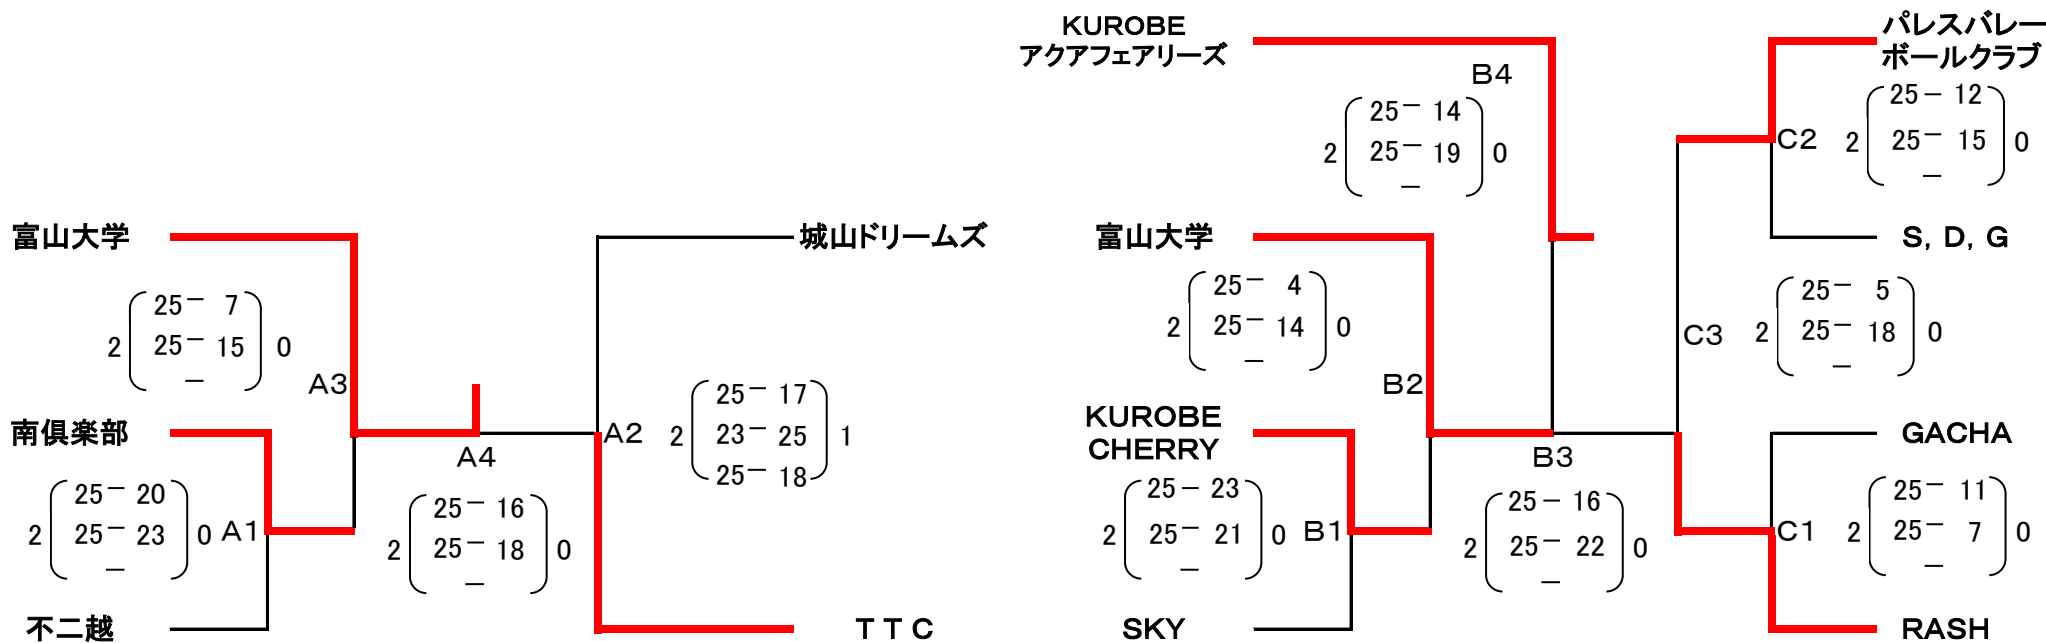 KUROBE
アクアフェアリーズ
パレスバレー
ボールクラブ
B4
25－ 14
2 25－ 19 0
－
25－ 12
2 25－ 15 0
－
C2
富山大学
城山ドリームズ
富山大学
S, D, G
25－ 7
2 25－ 15 0
－
A3
25－ 4
2 25－ 14 0
－
B2
25－ 5
2 25－ 18 0
－
C3
南倶楽部
A4
A2
25－ 17
2 23－ 25 1
25－ 18
KUROBE
CHERRY
B3
GACHA
25－ 20
2 25－ 23 0
－
A1
25－ 16
2 25－ 18 0
－
25－ 23
2 25－ 21 0
－
B1
25－ 16
2 25－ 22 0
－
C1
25－ 11
2 25－ 7 0
－
不二越
T T C
SKY
RASH